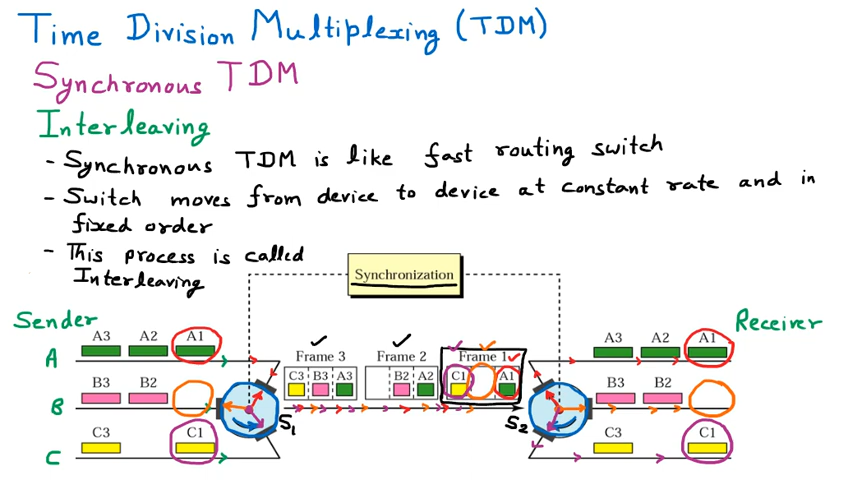 Time Division Multiplexing (TDM)
Synchronous TDM
Interleaving
- Synchronous TDM is like fast routing switch
- Switch moves from device to device at constant rate and in
fixed order
- This process is called
Interleaving
Synchronization
Sender
Receiver
A3 A2 A1
A
Frame 3 Frame 2 Frame 1
A3 A2 A1
C3 B3 A3 B2 A2 C1 A1
B3 B2
B
S1
S2
B3 B2
C3 C1
C
C3 C1